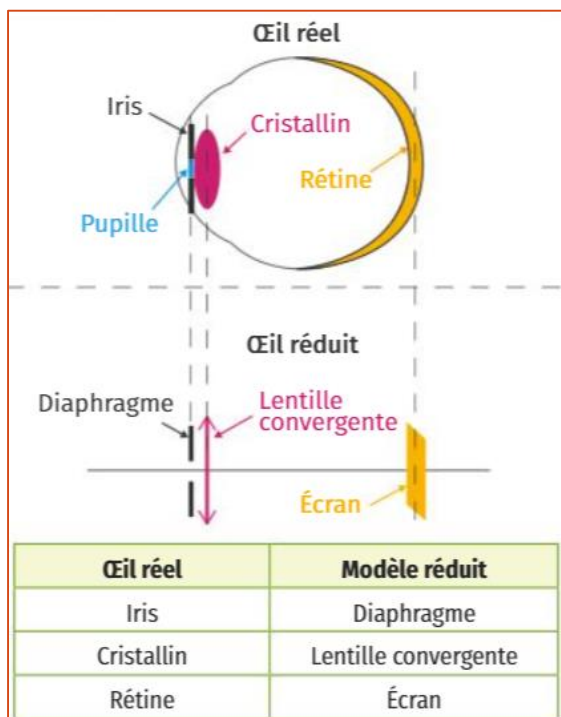 Œil réel
Iris
Cristallin
Rétine
Pupille
Œil réduit
Diaphragme
Lentille
convergente
Écran
Œil réel Modèle réduit
Iris Diaphragme
Cristallin Lentille convergente
Rétine Écran